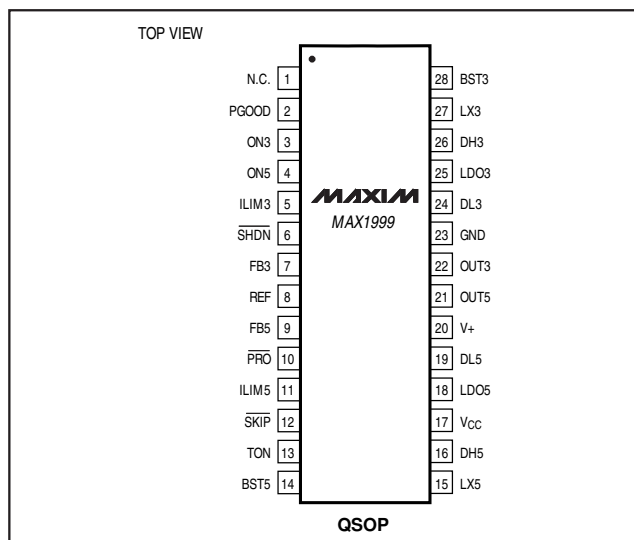 TOP VIEW
N.C. 1
PGOOD 2
ON3 3
ON5 4
ILIM3 5
SHDN 6
FB3 7
REF 8
FB5 9
PRO 10
ILIM5 11
SKIP 12
TON 13
BST5 14
MAXIM
MAX1999
28 BST3
27 LX3
26 DH3
25 LDO3
24 DL3
23 GND
22 OUT3
21 OUT5
20 V+
19 DL5
18 LDO5
17 VCC
16 DH5
15 LX5
QSOP